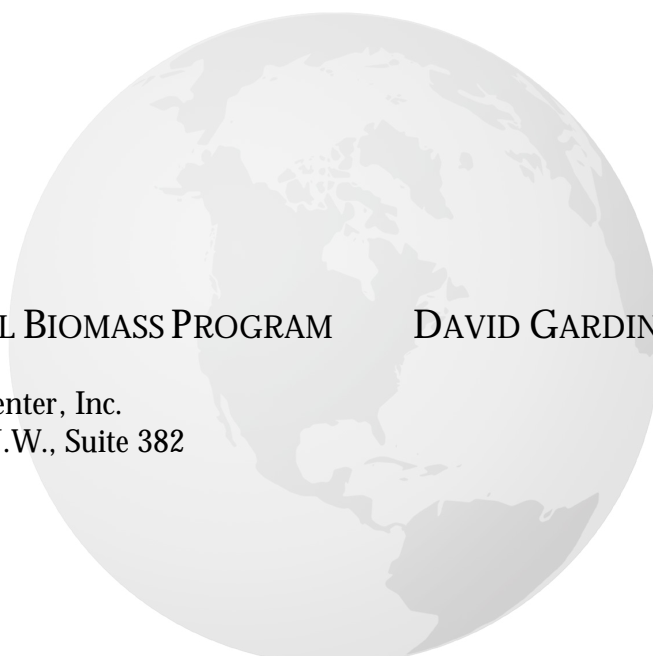 L BIOMASS PROGRAM DAVID GARDIN
enter, Inc.
.W., Suite 382